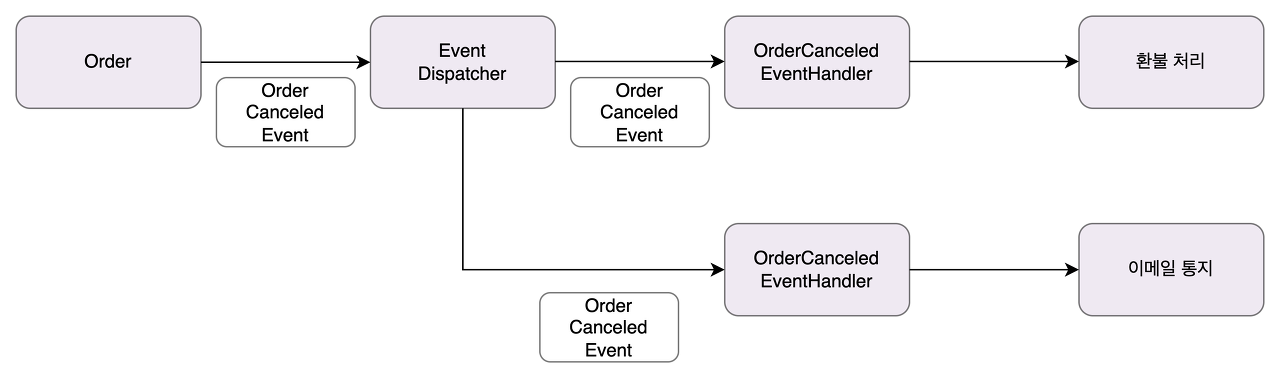 Order
Event
Dispatcher
OrderCanceled
EventHandler
환불 처리
Order
Canceled
Event
Order
Canceled
Event
OrderCanceled
EventHandler
이메일 통지
Order
Canceled
Event